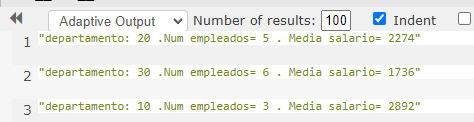 Adaptive Output Number of results: 100 Indent
1 "departamento: 20 .Num empleados= 5 . Media salario= 2274"
2 "departamento: 30 .Num empleados= 6 . Media salario= 1736"
3 "departamento: 10 .Num empleados= 3 . Media salario= 2892"